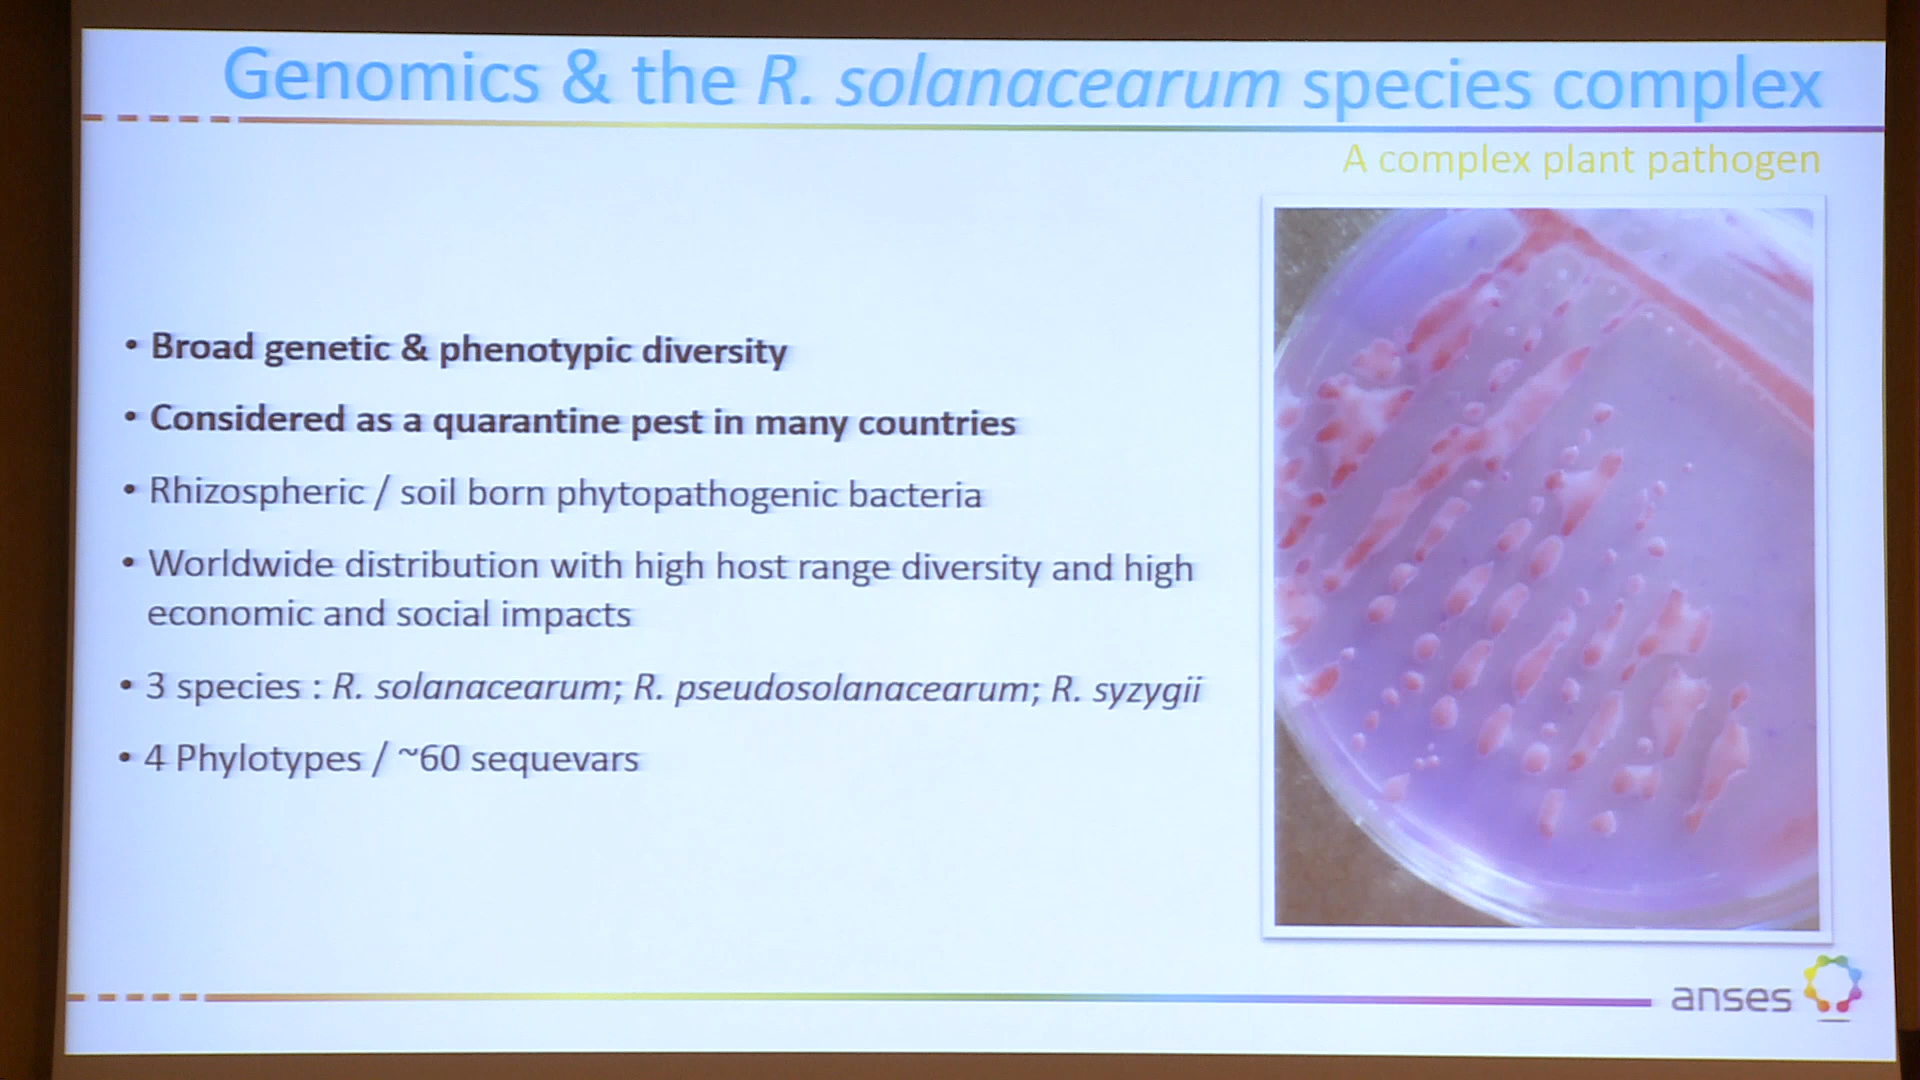 Genomics & the R. solanacearum species complex
A complex plant pathogen
• Broad genetic & phenotypic diversity
• Considered as a quarantine pest in many countries
• Rhizospheric / soil born phytopathogenic bacteria
• Worldwide distribution with high host range diversity and high
economic and social impacts
• 3 species : R. solanacearum; R. pseudosolanacearum; R. syzygii
• 4 Phylotypes / ~60 sequevars
anses